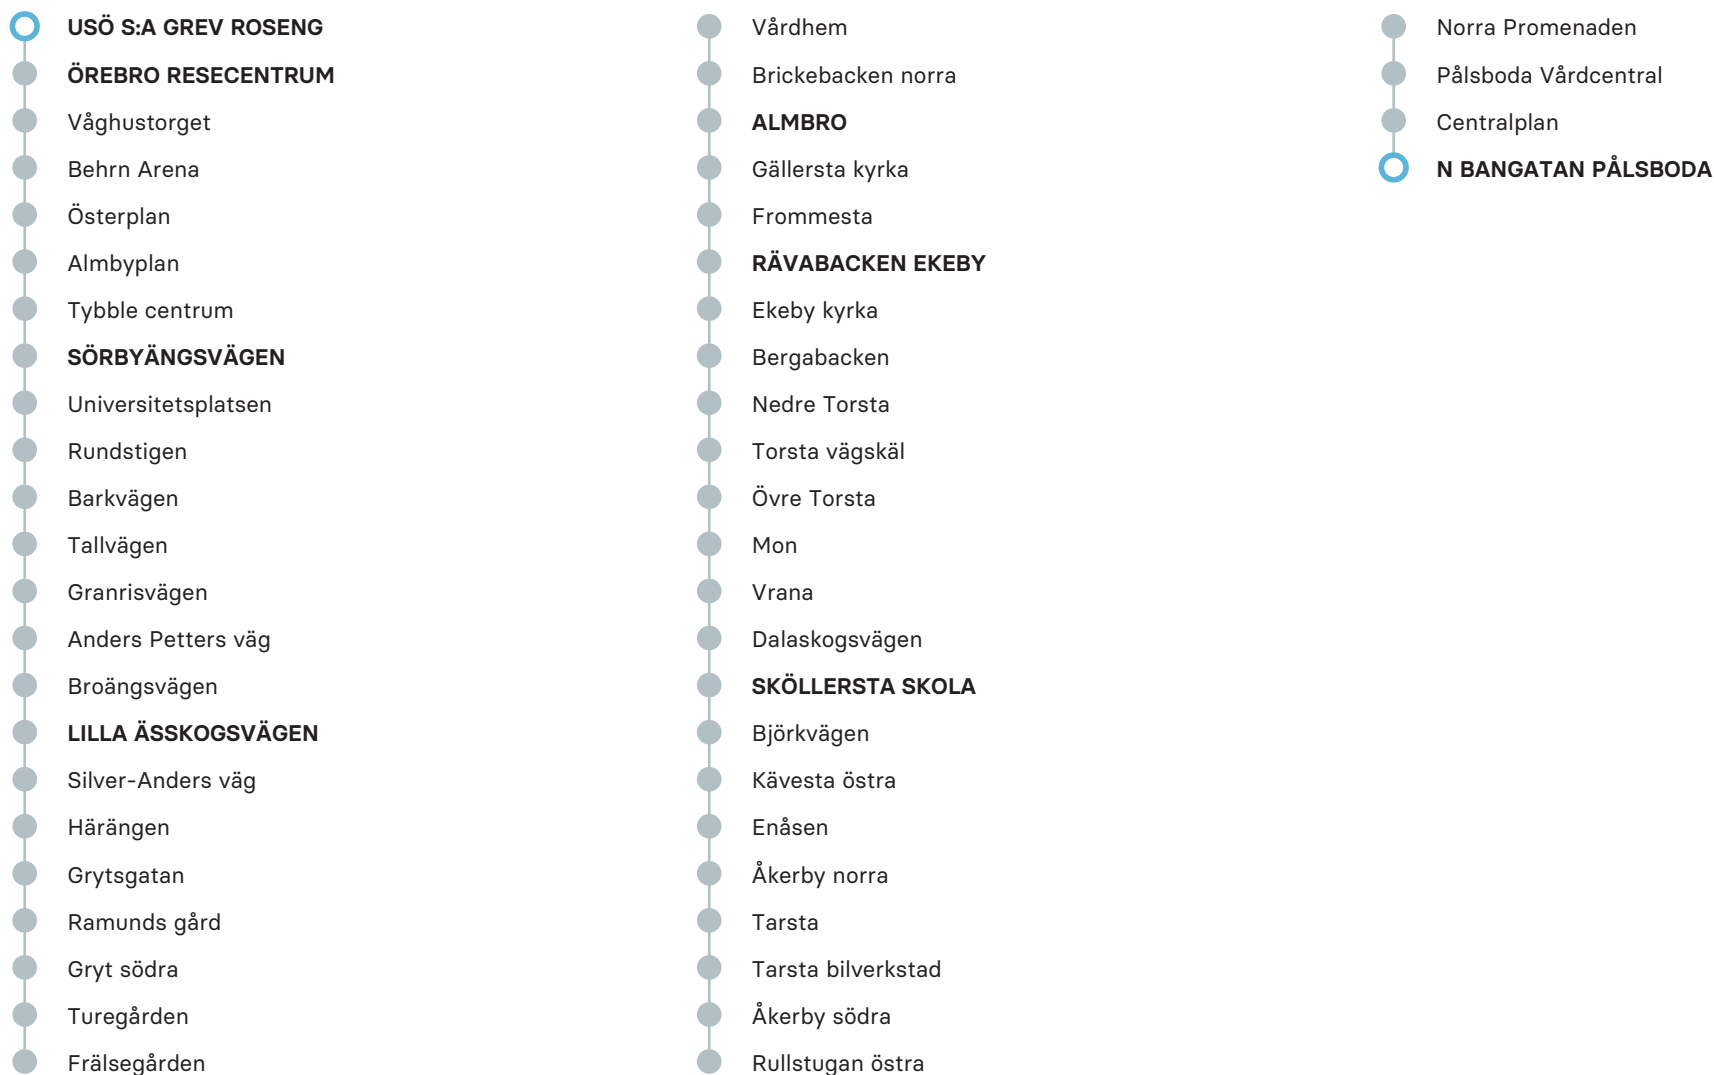 USÖ S:A GREV ROSENG
ÖREBRO RESECENTRUM
Våghustorget
Behrn Arena
Österplan
Almbyplan
Tybble centrum
SÖRBYÄNGSVÄGEN
Universitetsplatsen
Rundstigen
Barkvägen
Tallvägen
Granrisvägen
Anders Petters väg
Broängsvägen
LILLA ÄSSKOGSVÄGEN
Silver-Anders väg
Härängen
Grytsgatan
Ramunds gård
Gryt södra
Turegården
Frälsegården
Vårdhem
Brickebacken norra
ALMBRO
Gällersta kyrka
Frommesta
RÄVABACKEN EKEBY
Ekeby kyrka
Bergabacken
Nedre Torsta
Torsta vägskäl
Övre Torsta
Mon
Vrana
Dalaskogsvägen
SKÖLLERSTA SKOLA
Björkvägen
Kävesta östra
Enåsen
Åkerby norra
Tarsta
Tarsta bilverkstad
Åkerby södra
Rullstugan östra
Norra Promenaden
Pålsboda Vårdcentral
Centralplan
N BANGATAN PÅLSBODA